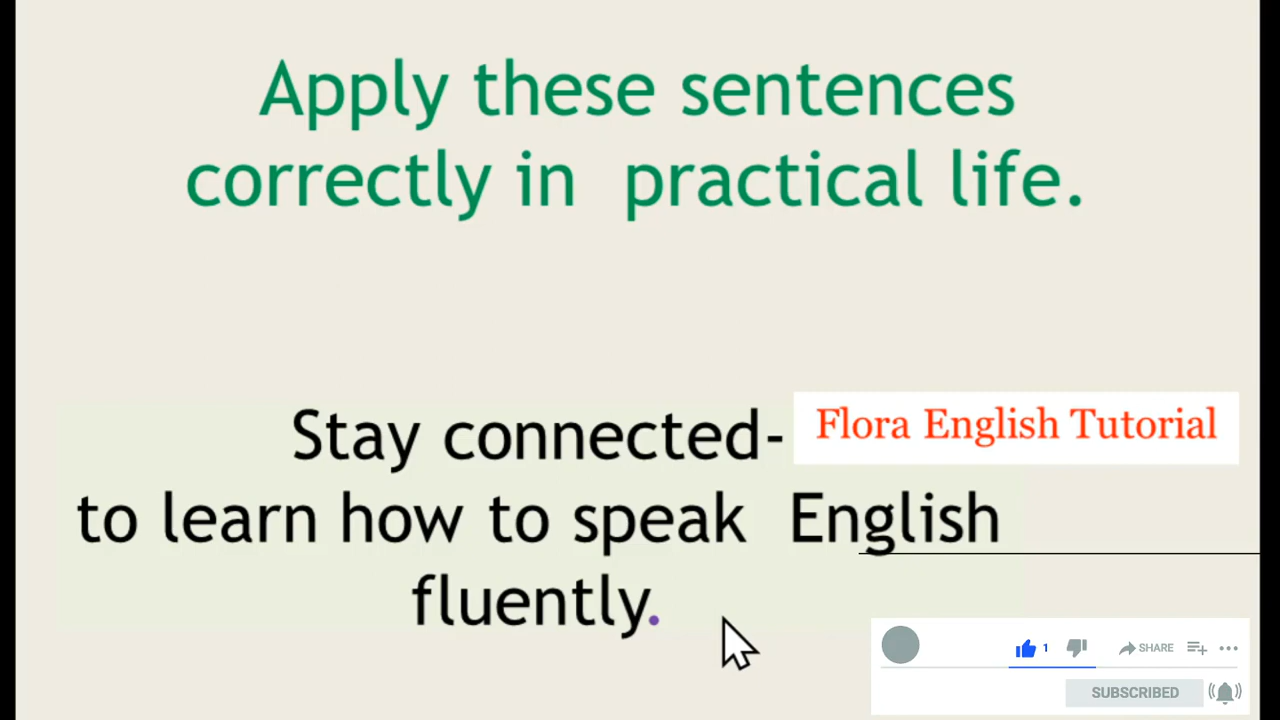 Apply these sentences
correctly in practical life.
Stay connected- Flora English Tutorial
to learn how to speak English
fluently.
1 SHARE
SUBSCRIBED